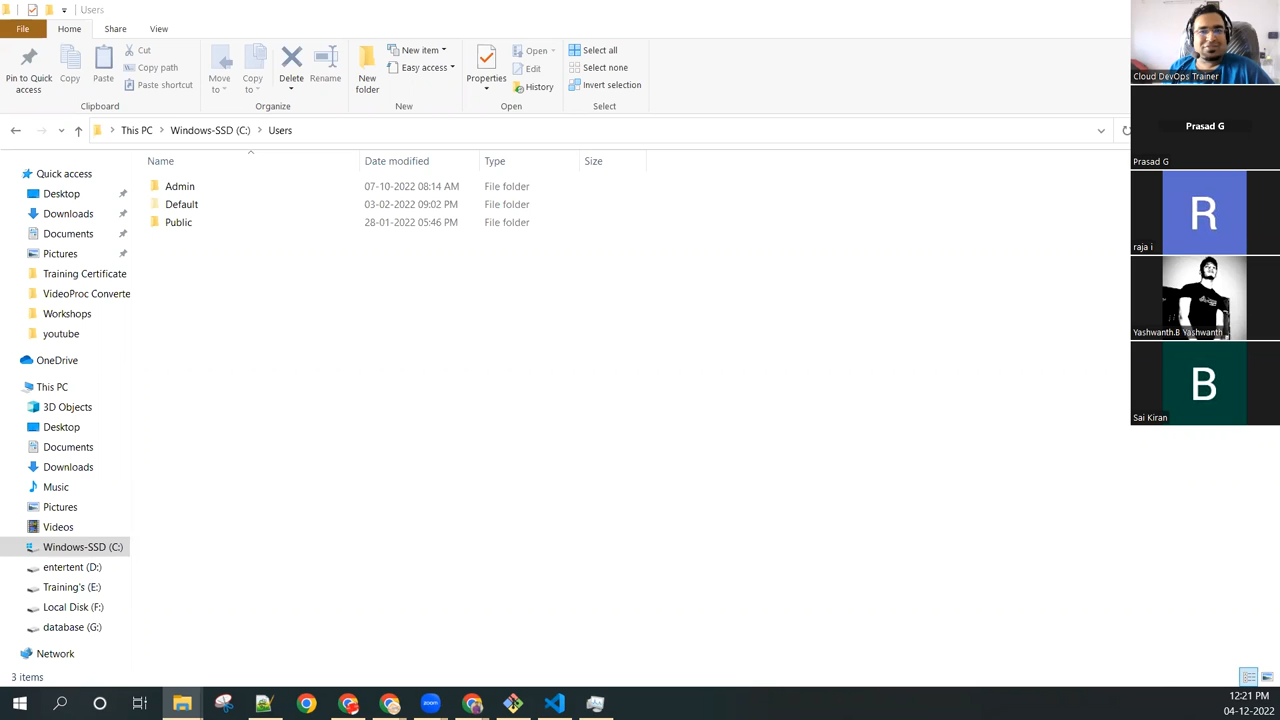 Users
File Home Share View
Pin to Quick access
Copy
Paste
Cut
Copy path
Paste shortcut
Clipboard
Move to
Copy to
Delete
Rename
Organize
New folder
New item
Easy access
New
Properties
Open
Edit
History
Open
Select all
Select none
Invert selection
Select
This PC Windows-SSD (C:) Users
Name Date modified Type Size
Admin 07-10-2022 08:14 AM File folder
Default 03-02-2022 09:02 PM File folder
Public 28-01-2022 05:46 PM File folder
Quick access
Desktop
Downloads
Documents
Pictures
Training Certificate
VideoProc Converte
Workshops
youtube
OneDrive
This PC
3D Objects
Desktop
Documents
Downloads
Music
Pictures
Videos
Windows-SSD (C:)
entertent (D:)
Training's (E:)
Local Disk (F:)
database (G:)
Network
3 items
Cloud DevOps Trainer
Prasad G
Prasad G
R
raja i
Yashwanth.B Yashwanth
B
Sai Kiran
zoom
12:21 PM
04-12-2022